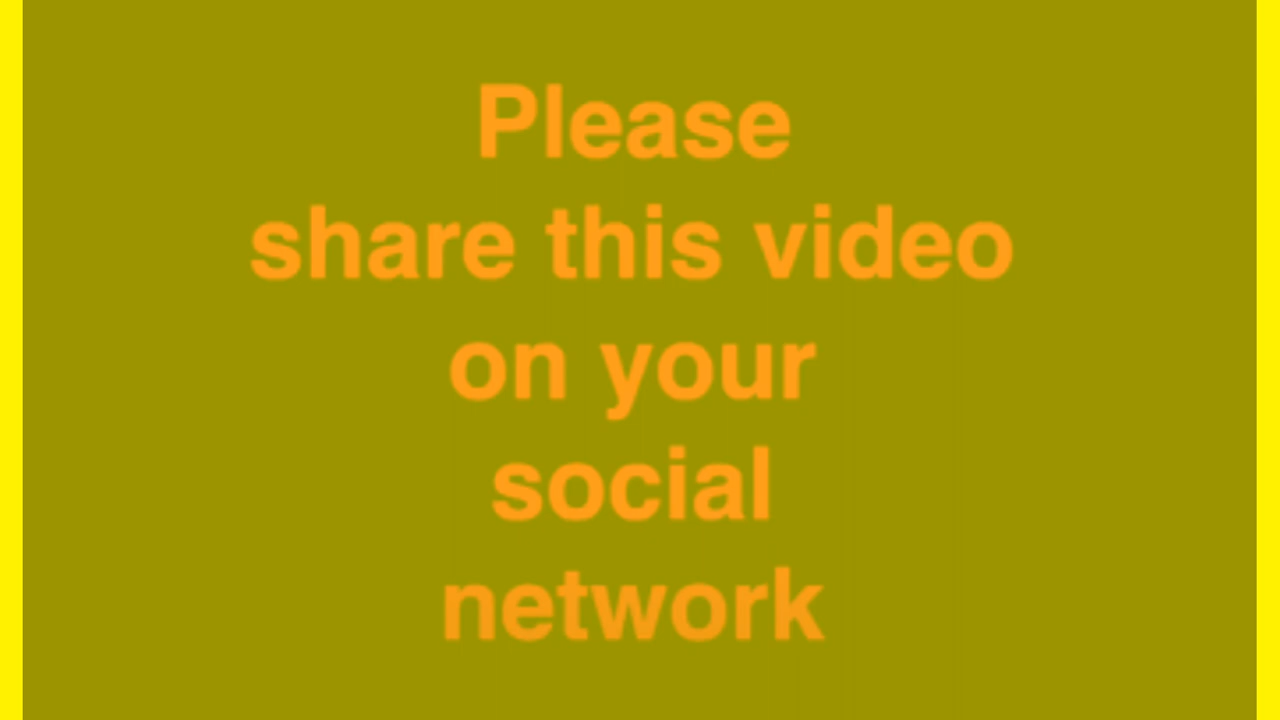 Please
share this video
on your
social
network